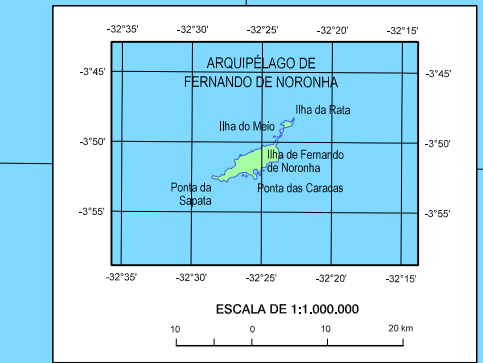 -32°35' -32°30' -32°25' -32°20' -32°15'
ARQUIPÉLAGO DE
-3°45' -3°45'
FERNANDO DE NORONHA
Ilha da Rata
Ilha do Meio
-3°50' -3°50'
Ilha de Fernando
de Noronha
Ponta da Ponta das Caracas
Sapata
-3°55' -3°55'
-32°35' -32°30' -32°25' -32°20' -32°15'
ESCALA DE 1:1.000.000
10 0 10 20 km